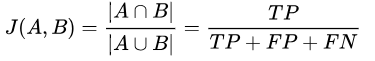 J(A, B) = |A ∩ B| / |A ∪ B| = TP / (TP + FP + FN)